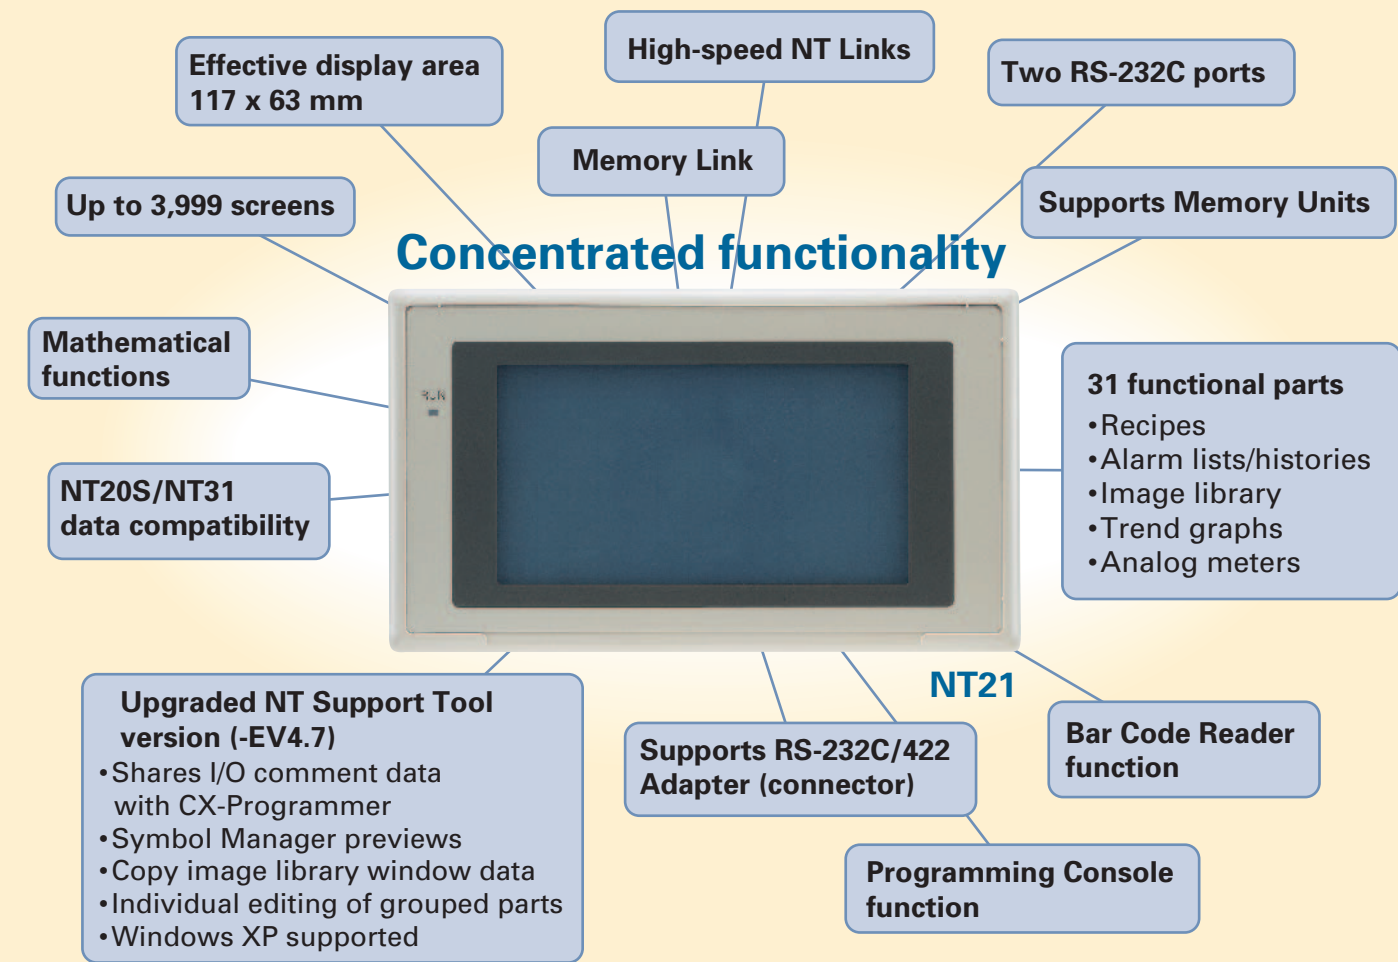 High-speed NT Links
Effective display area
117 x 63 mm
Two RS-232C ports
Memory Link
Up to 3,999 screens
Supports Memory Units
Concentrated functionality
Mathematical
functions
RUN
31 functional parts
•Recipes
•Alarm lists/histories
•Image library
•Trend graphs
•Analog meters
NT20S/NT31
data compatibility
NT21
Upgraded NT Support Tool
version (-EV4.7)
•Shares I/O comment data
with CX-Programmer
•Symbol Manager previews
•Copy image library window data
•Individual editing of grouped parts
•Windows XP supported
Supports RS-232C/422
Adapter (connector)
Bar Code Reader
function
Programming Console
function